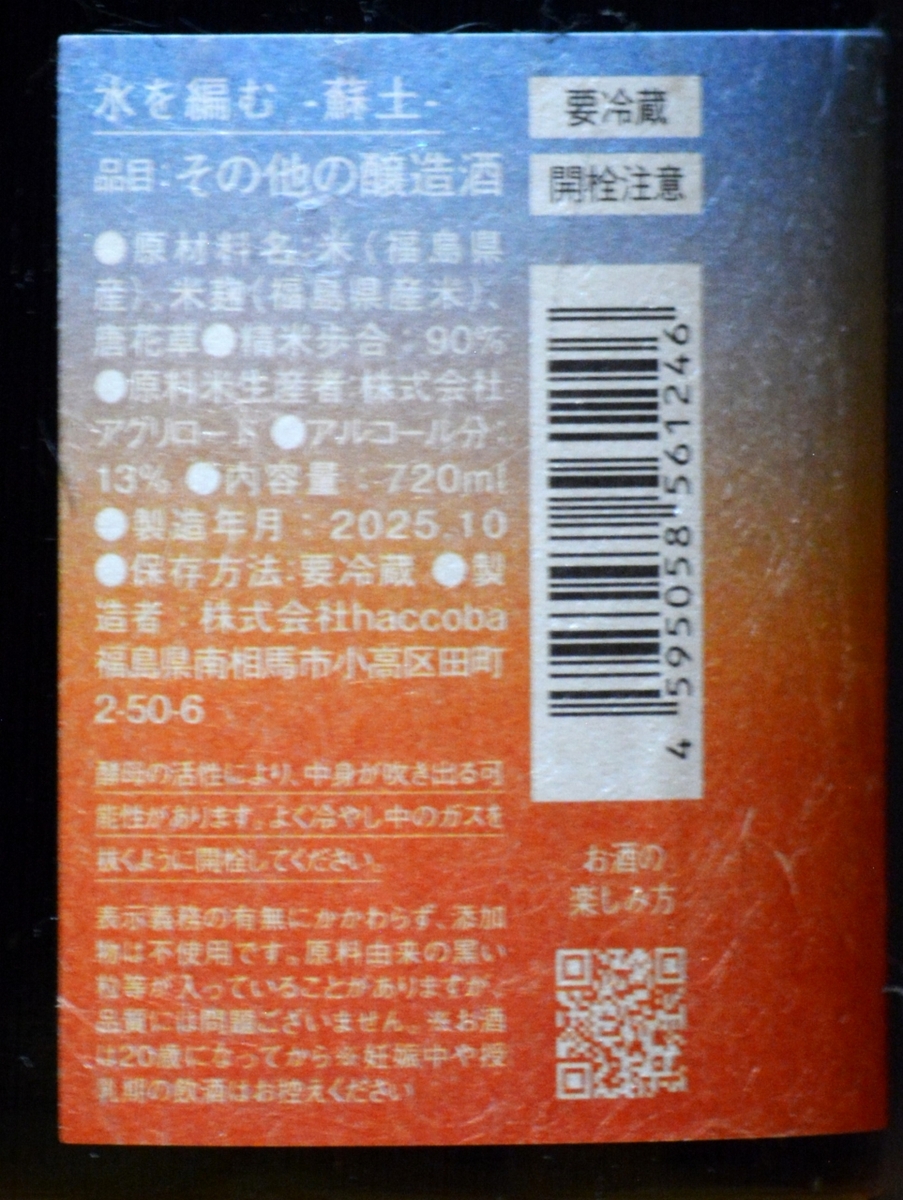 水を編む -蘇土-
品目：その他の醸造酒
●原材料名：米（福島県
産）、米麹（福島県産米）、
唐花草●精米歩合：90%
●原料米生産者：株式会社
アグリロード ●アルコール分：
13% ●内容量：720ml
●製造年月：2025.10
●保存方法：要冷蔵 ●製
造者：株式会社haccoba
福島県南相馬市小高区田町
2-50-6
酵母の活性により、中身が吹き出る可
能性があります。よく冷やし中のガスを
抜くように開栓してください。
表示義務の有無にかかわらず、添加
物は不使用です。原料由来の黒い
粒等が入っていることがありますが、
品質には問題ございません。※お酒
は20歳になってから※妊娠中や授
乳期の飲酒はお控えください
要冷蔵
開栓注意
4 595058 561246
お酒の
楽しみ方